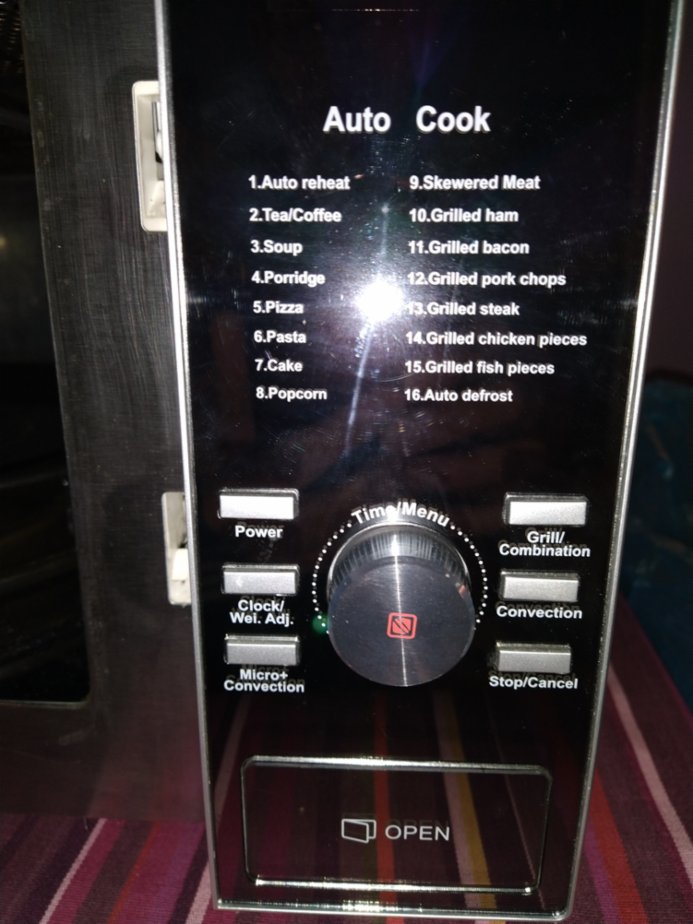 Auto Cook
1.Auto reheat
2.Tea/Coffee
3.Soup
4.Porridge
5.Pizza
6.Pasta
7.Cake
8.Popcorn
9.Skewered Meat
10.Grilled ham
11.Grilled bacon
12.Grilled pork chops
13.Grilled steak
14.Grilled chicken pieces
15.Grilled fish pieces
16.Auto defrost
Time/Menu
Power
Clock/
Wei. Adj.
Micro+
Convection
Grill/
Combination
Convection
Stop/Cancel
OPEN